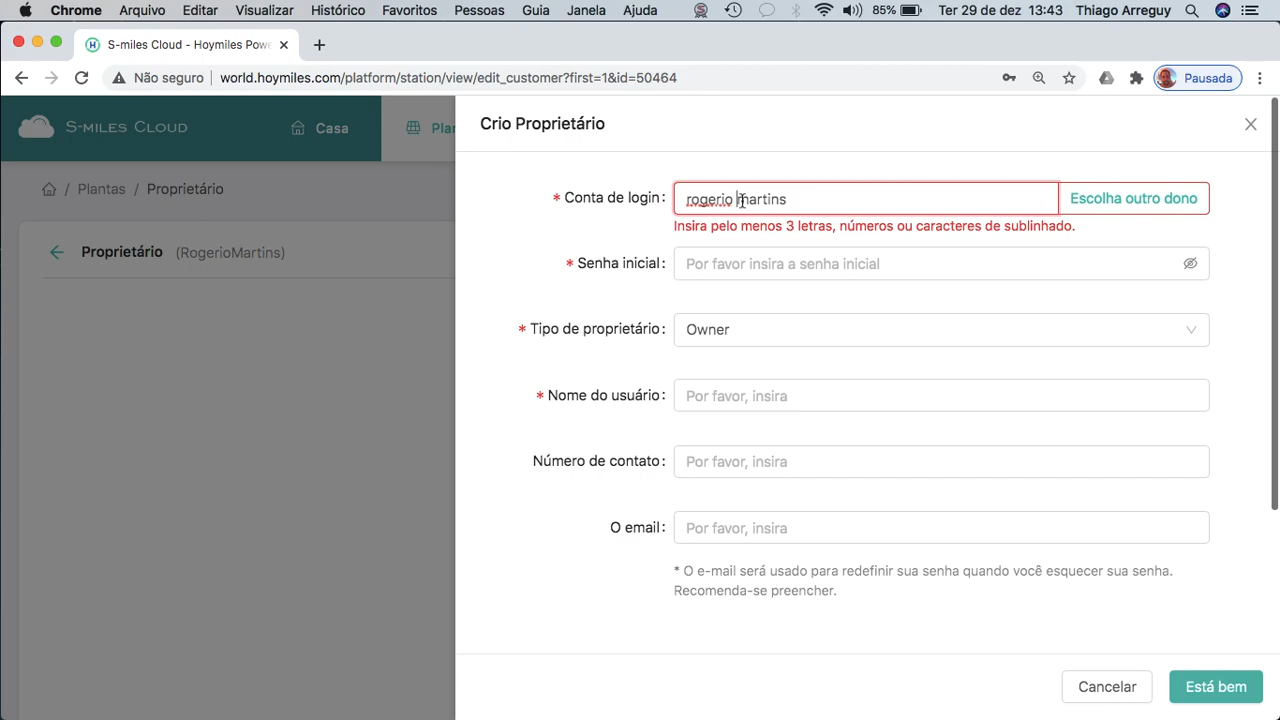 Chrome Arquivo Editar Visualizar Histórico Favoritos Pessoas Guia Janela Ajuda 85% Ter 29 de dez 13:43 Thiago Arreguy
S-miles Cloud - Hoymiles Powe
Não seguro world.hoymiles.com/platform/station/view/edit_customer?first=1&id=50464 Pausada
S-MILES CLOUD Casa Plan
Crio Proprietário
/ Plantas / Proprietário
* Conta de login: rogerio martins Escolha outro dono
Insira pelo menos 3 letras, números ou caracteres de sublinhado.
Proprietário (RogerioMartins)
* Senha inicial: Por favor insira a senha inicial
* Tipo de proprietário: Owner
* Nome do usuário: Por favor, insira
Número de contato: Por favor, insira
O email: Por favor, insira
* O e-mail será usado para redefinir sua senha quando você esquecer sua senha.
Recomenda-se preencher.
Cancelar Está bem